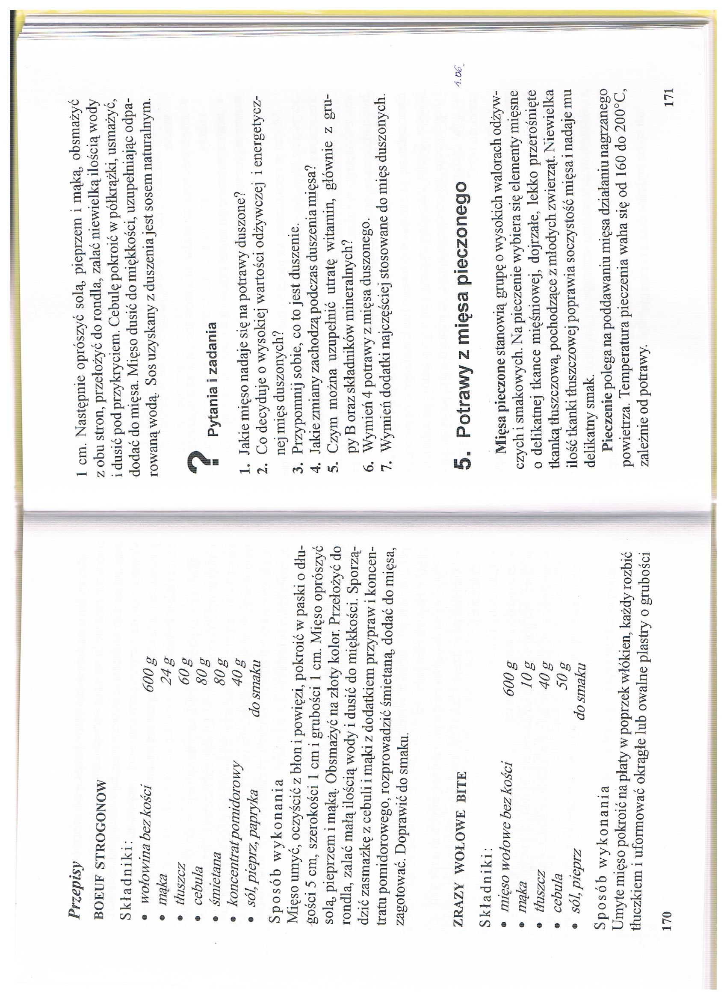 Przepisy
BOEUF STROGONOW
Składniki:
• wołowina bez kości 600 g
• mąka 24 g
• tłuszcz 60 g
• cebula 80 g
• śmietana 80 g
• koncentrat pomidorowy 40 g
• sól, pieprz, papryka do smaku
Sposób wykonania
Mięso umyć, oczyścić z błon i powięzi, pokroić w paski o dłu-
gości 5 cm, szerokości 1 cm i grubości 1 cm. Mięso oprószyć
solą, pieprzem i mąką. Obsmażyć na złoty kolor. Przełożyć do
rondla, zalać małą ilością wody i dusić do miękkości. Sporzą-
dzić zasmażkę z cebuli i mąki z dodatkiem przypraw i koncen-
tratu pomidorowego, rozprowadzić śmietaną, dodać do mięsa,
zagotować. Doprawić do smaku.
ZRAZY WOŁOWE BITE
Składniki:
• mięso wołowe bez kości 600 g
• mąka 10 g
• tłuszcz 40 g
• cebula 50 g
• sól, pieprz do smaku
Sposób wykonania
Umyte mięso pokroić na płaty w poprzek włókien, każdy rozbić
tłuczkiem i uformować okrągłe lub owalne plastry o grubości
170
1 cm. Następnie oprószyć solą, pieprzem i mąką, obsmażyć
z obu stron, przełożyć do rondla, zalać niewielką ilością wody
i dusić pod przykryciem. Cebulę pokroić w półkrążki, usmażyć,
dodać do mięsa. Mięso dusić do miękkości, uzupełniając odpa-
rowaną wodą. Sos uzyskany z duszenia jest sosem naturalnym.
? Pytania i zadania
1. Jakie mięso nadaje się na potrawy duszone?
2. Co decyduje o wysokiej wartości odżywczej i energetycz-
nej mięs duszonych?
3. Przypomnij sobie, co to jest duszenie.
4. Jakie zmiany zachodzą podczas duszenia mięsa?
5. Czym można uzupełnić utratę witamin, głównie z gru-
py B oraz składników mineralnych?
6. Wymień 4 potrawy z mięsa duszonego.
7. Wymień dodatki najczęściej stosowane do mięs duszonych.
5. Potrawy z mięsa pieczonego 1.06.
Mięsa pieczone stanowią grupę o wysokich walorach odżyw-
czych i smakowych. Na pieczenie wybiera się elementy mięsne
o delikatnej tkance mięśniowej, dojrzałe, lekko przerośnięte
tkanką tłuszczową, pochodzące z młodych zwierząt. Niewielka
ilość tkanki tłuszczowej poprawia soczystość mięsa i nadaje mu
delikatny smak.
Pieczenie polega na poddawaniu mięsa działaniu nagrzanego
powietrza. Temperatura pieczenia waha się od 160 do 200°C,
zależnie od potrawy.
171